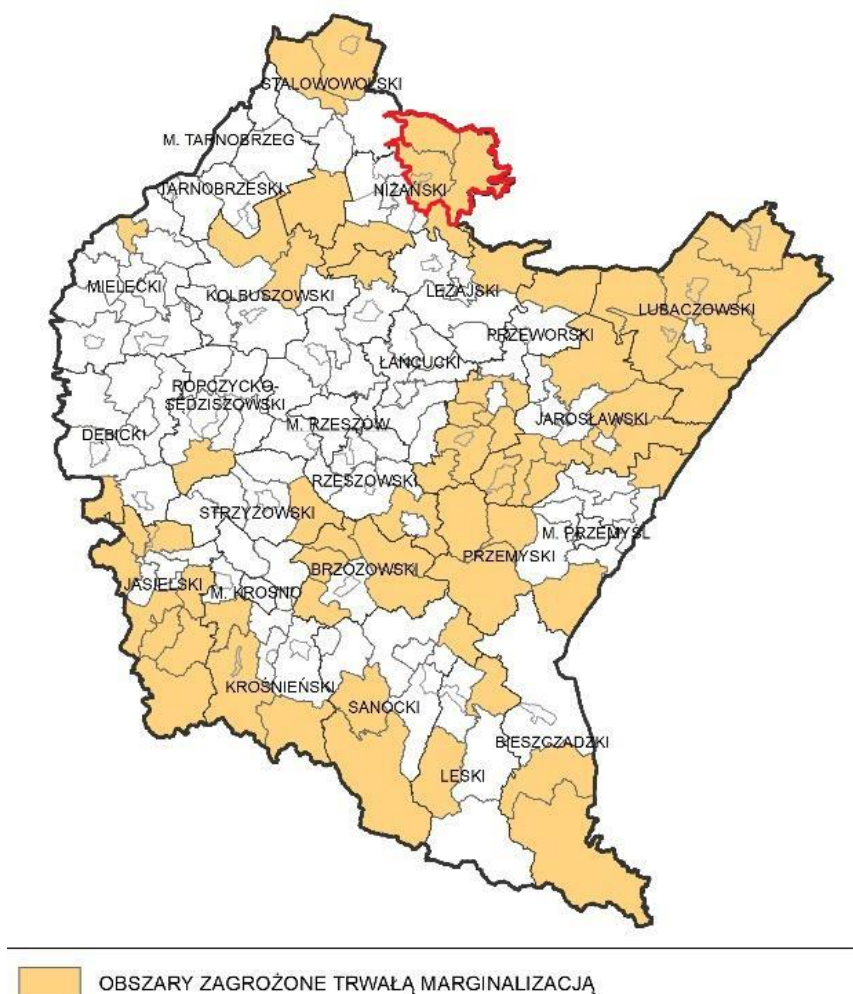 STALOWOWOLSKI
M. TARNOBRZEG
TARNOBRZESKI
NIŻAŃSKI
MIELECKI
KOLBUSZOWSKI
LEŻAJSKI
LUBACZOWSKI
PRZEWORSKI
ŁAŃCUCKI
ROPCZYCKO-
SĘDZISZOWSKI
M. RZESZÓW
JAROSŁAWSKI
DĘBICKI
RZESZOWSKI
STRZYŻOWSKI
M. PRZEMYŚL
PRZEMYSKI
BRZOZOWSKI
JASIELSKI
M. KROSNO
KROŚNIEŃSKI
SANOCKI
BIESZCZADZKI
LESKI
OBSZARY ZAGROŻONE TRWAŁĄ MARGINALIZACJĄ